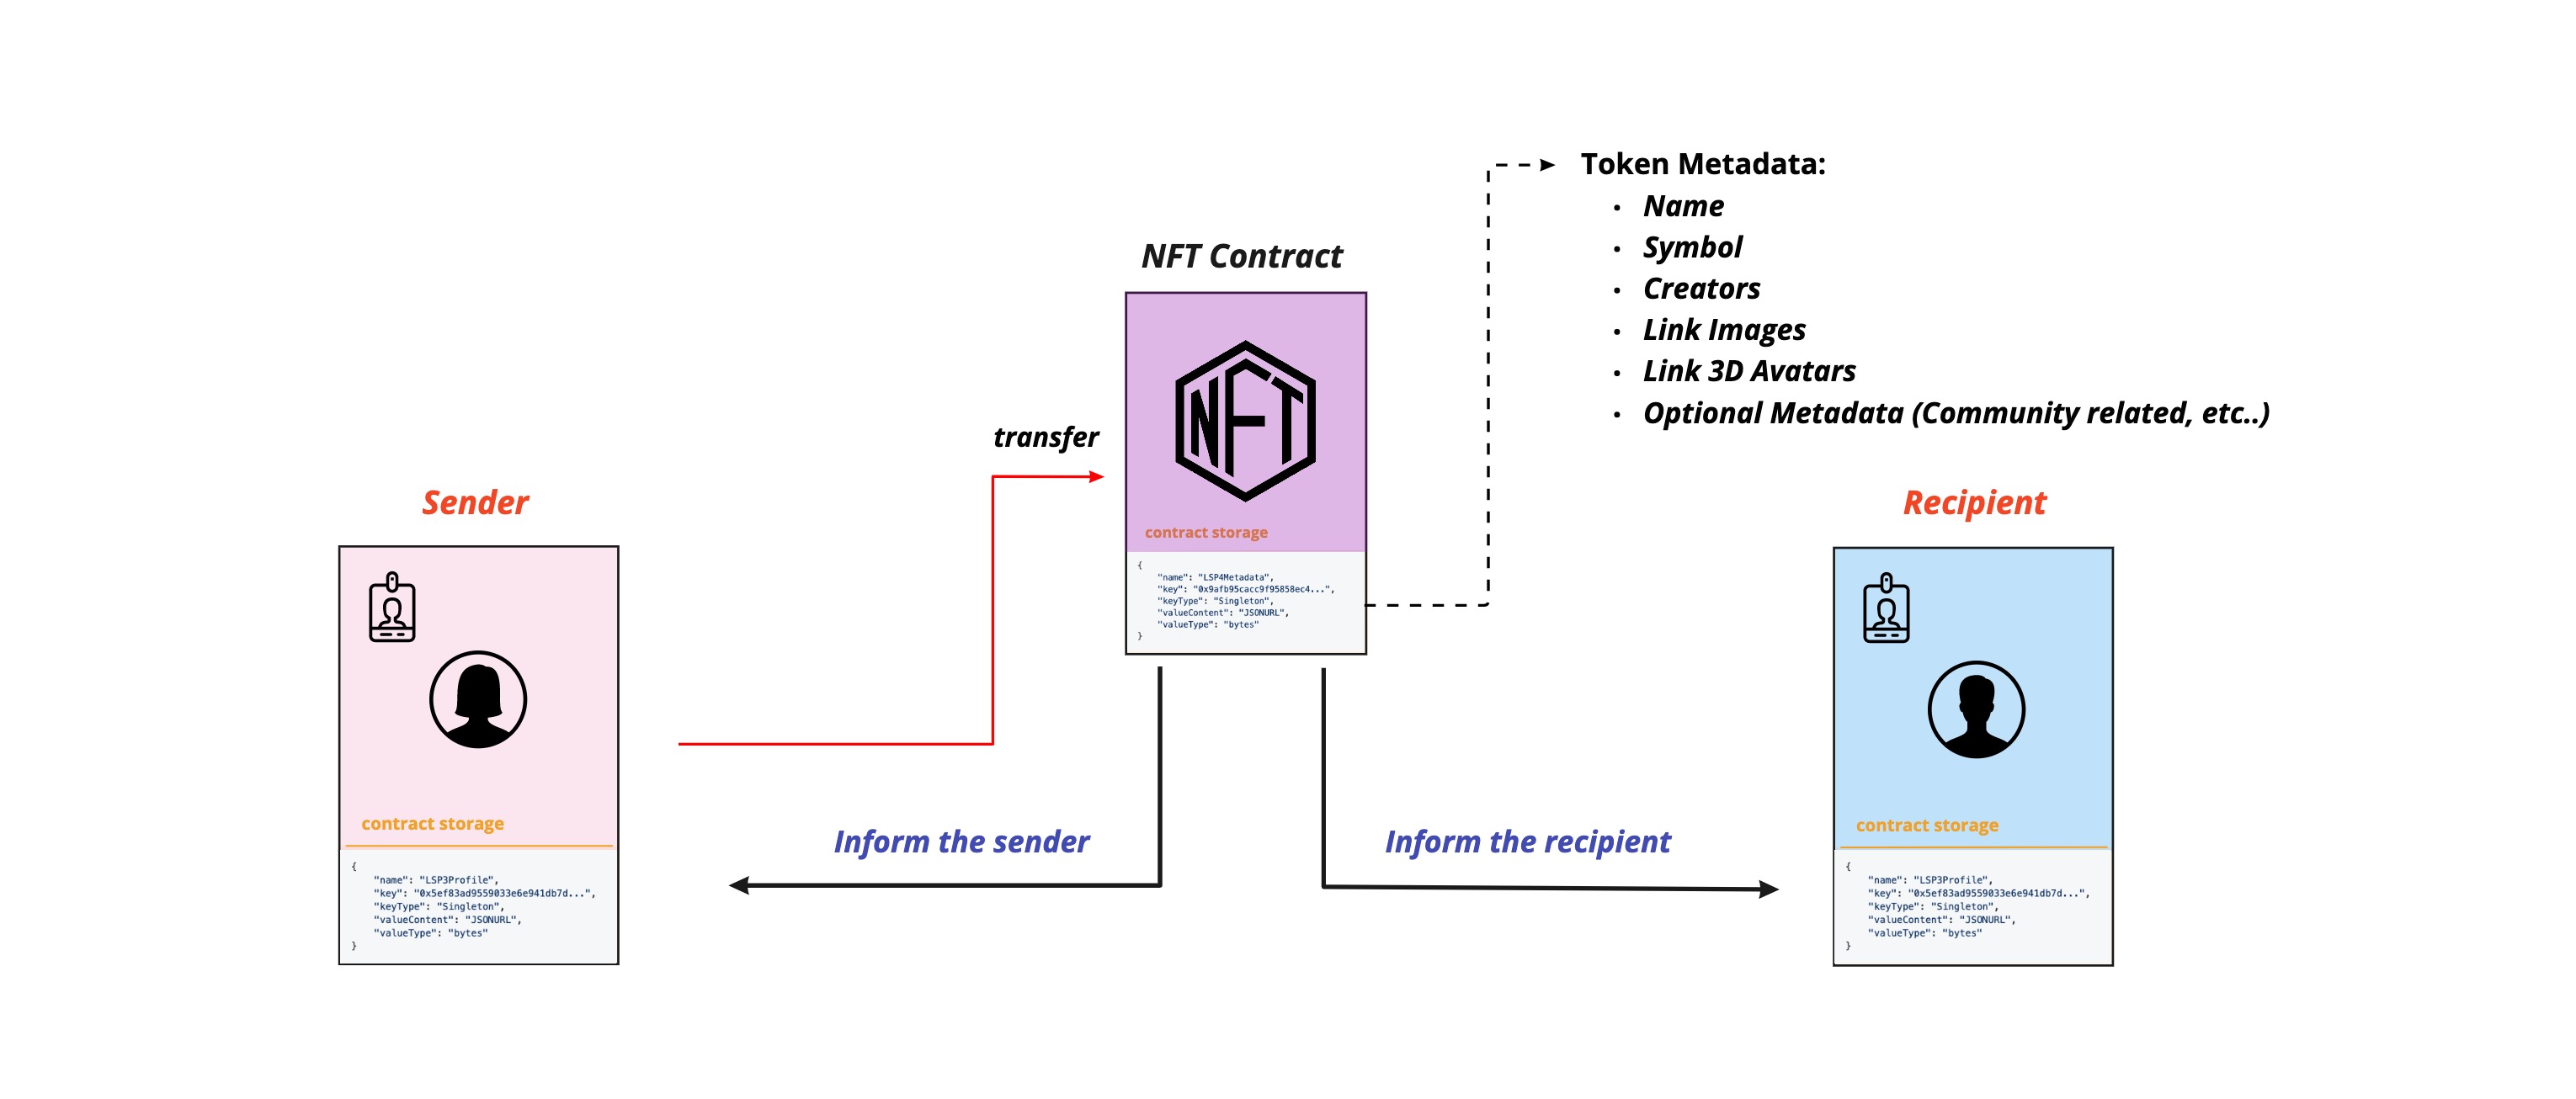 Token Metadata:
• Name
• Symbol
• Creators
• Link Images
• Link 3D Avatars
• Optional Metadata (Community related, etc..)
NFT Contract
NFT
contract storage
{
"name": "LSP4Metadata",
"key": "0x9afb95cacc9f95858ec4...",
"keyType": "Singleton",
"valueContent": "JSONURL",
"valueType": "bytes"
}
transfer
Sender
contract storage
{
"name": "LSP3Profile",
"key": "0x5ef83ad9559033e6e941db7d...",
"keyType": "Singleton",
"valueContent": "JSONURL",
"valueType": "bytes"
}
Inform the sender
Inform the recipient
Recipient
contract storage
{
"name": "LSP3Profile",
"key": "0x5ef83ad9559033e6e941db7d...",
"keyType": "Singleton",
"valueContent": "JSONURL",
"valueType": "bytes"
}